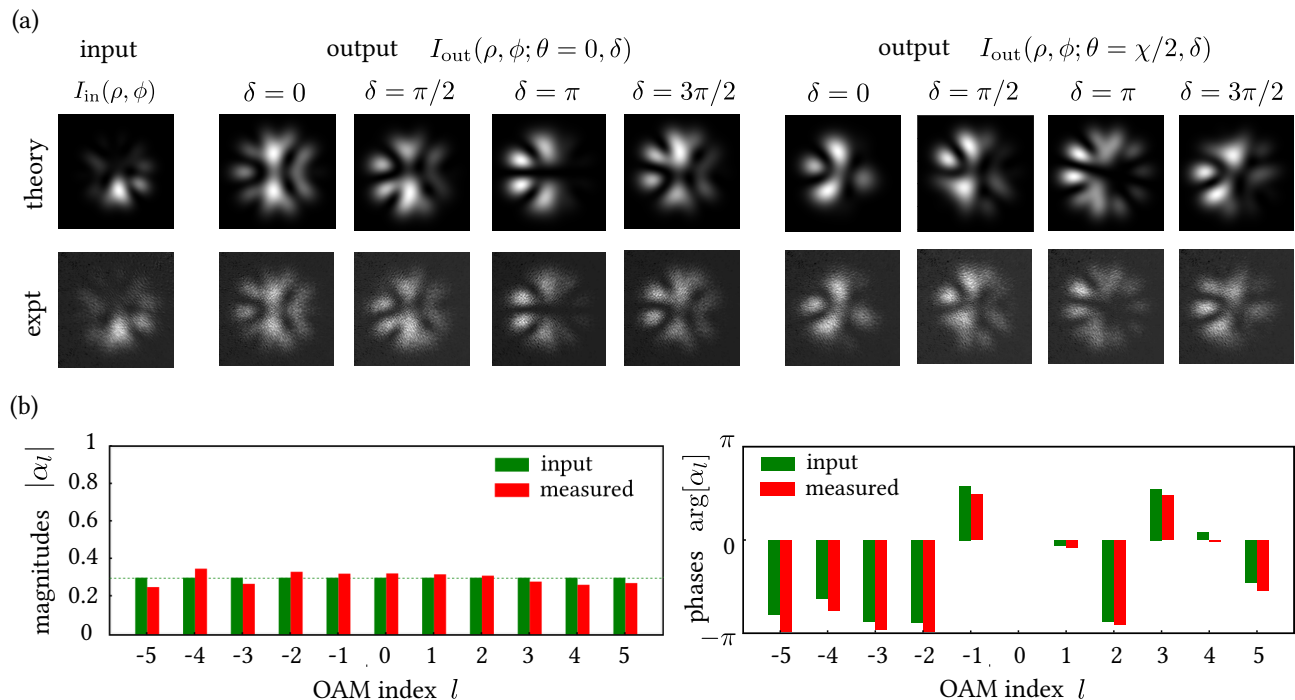 (a)
input output I_out(ρ, ϕ; θ = 0, δ) output I_out(ρ, ϕ; θ = χ/2, δ)
I_in(ρ, ϕ) δ = 0 δ = π/2 δ = π δ = 3π/2 δ = 0 δ = π/2 δ = π δ = 3π/2
theory
expt
(b)
magnitudes |α_l|
1
0.8
0.6
0.4
0.2
0
input
measured
-5 -4 -3 -2 -1 0 1 2 3 4 5
OAM index l
phases arg[α_l]
π
0
−π
input
measured
-5 -4 -3 -2 -1 0 1 2 3 4 5
OAM index l